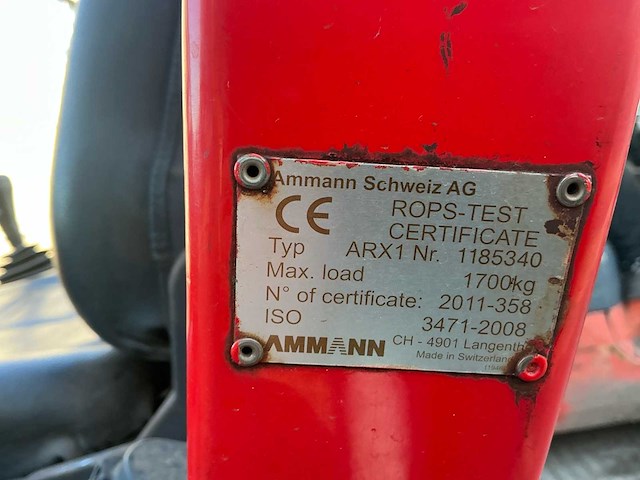 Ammann Schweiz AG
CE ROPS-TEST
CERTIFICATE
Typ ARX1 Nr. 1185340
Max. load 1700kg
N° of certificate: 2011-358
ISO 3471-2008
AMMANN CH - 4901 Langenth
Made in Switzerlan